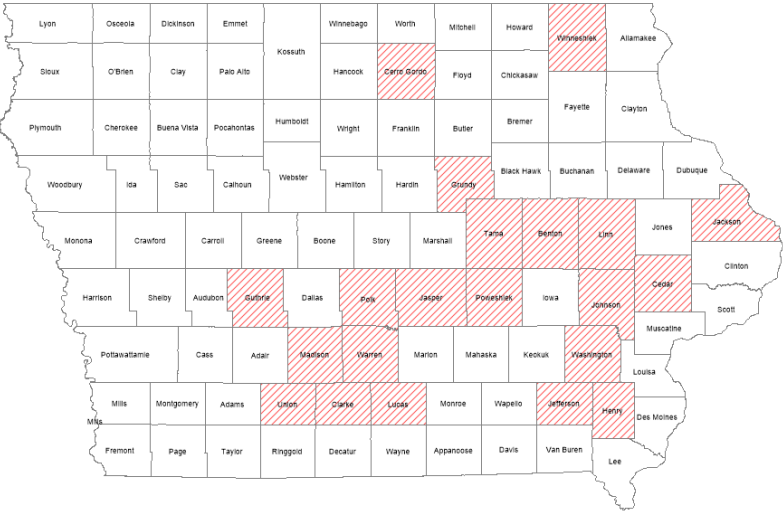 Lyon Osceola Dickinson Emmet Winnebago Worth Mitchell Howard Winneshiek Allamakee
Kossuth
Sioux O'Brien Clay Palo Alto Hancock Cerro Gordo Floyd Chickasaw
Fayette Clayton
Plymouth Cherokee Buena Vista Pocahontas Humboldt Wright Franklin Butler Bremer
Woodbury Ida Sac Calhoun Webster Hamilton Hardin Grundy Black Hawk Buchanan Delaware Dubuque
Monona Crawford Carroll Greene Boone Story Marshall Tama Benton Linn Jones Jackson
Clinton
Harrison Shelby Audubon Guthrie Dallas Polk Jasper Poweshiek Iowa Johnson Cedar Scott
Muscatine
Pottawattamie Cass Adair Madison Warren Marion Mahaska Keokuk Washington Louisa
Mills Montgomery Adams Union Clarke Lucas Monroe Wapello Jefferson Henry Des Moines
Mills
Fremont Page Taylor Ringgold Decatur Wayne Appanoose Davis Van Buren Lee